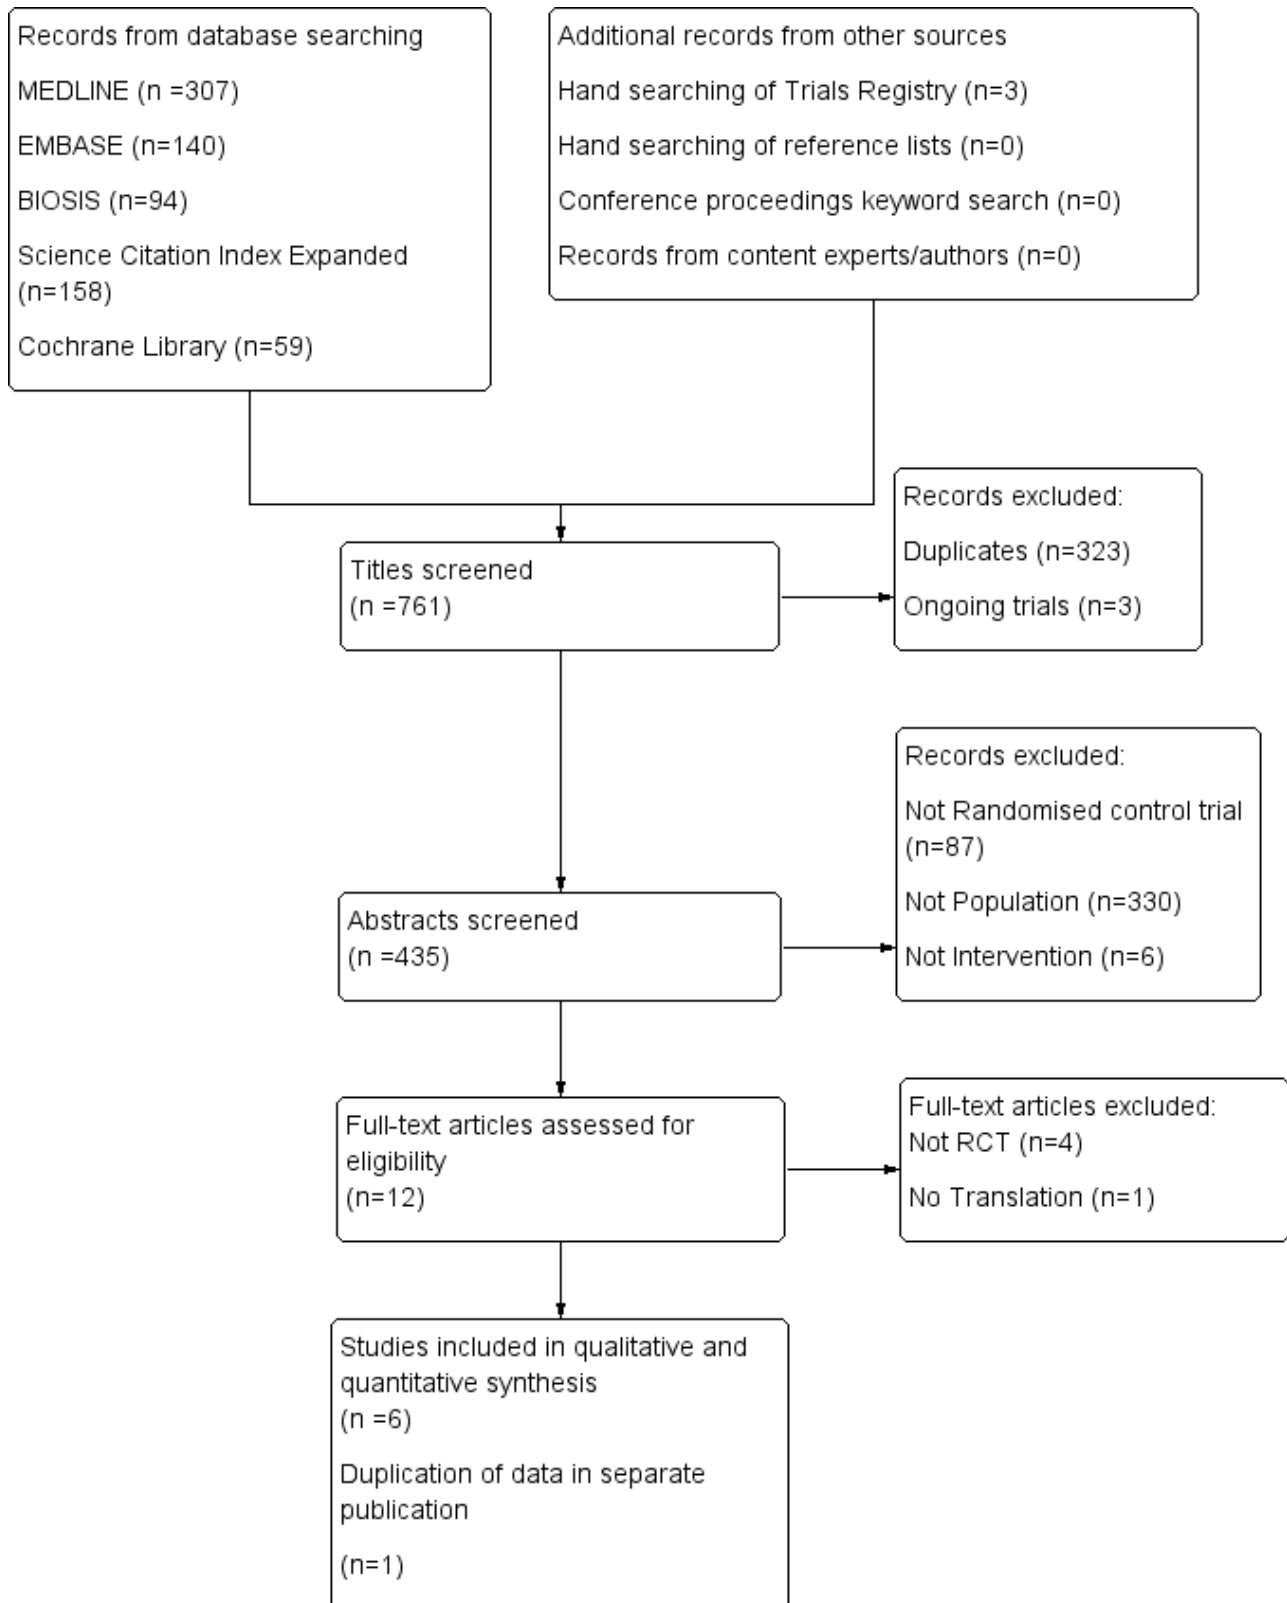 Records from database searching
MEDLINE (n =307)
EMBASE (n=140)
BIOSIS (n=94)
Science Citation Index Expanded
(n=158)
Cochrane Library (n=59)
Additional records from other sources
Hand searching of Trials Registry (n=3)
Hand searching of reference lists (n=0)
Conference proceedings keyword search (n=0)
Records from content experts/authors (n=0)
Titles screened
(n =761)
Records excluded:
Duplicates (n=323)
Ongoing trials (n=3)
Abstracts screened
(n =435)
Records excluded:
Not Randomised control trial
(n=87)
Not Population (n=330)
Not Intervention (n=6)
Full-text articles assessed for
eligibility
(n=12)
Full-text articles excluded:
Not RCT (n=4)
No Translation (n=1)
Studies included in qualitative and
quantitative synthesis
(n =6)
Duplication of data in separate
publication
(n=1)